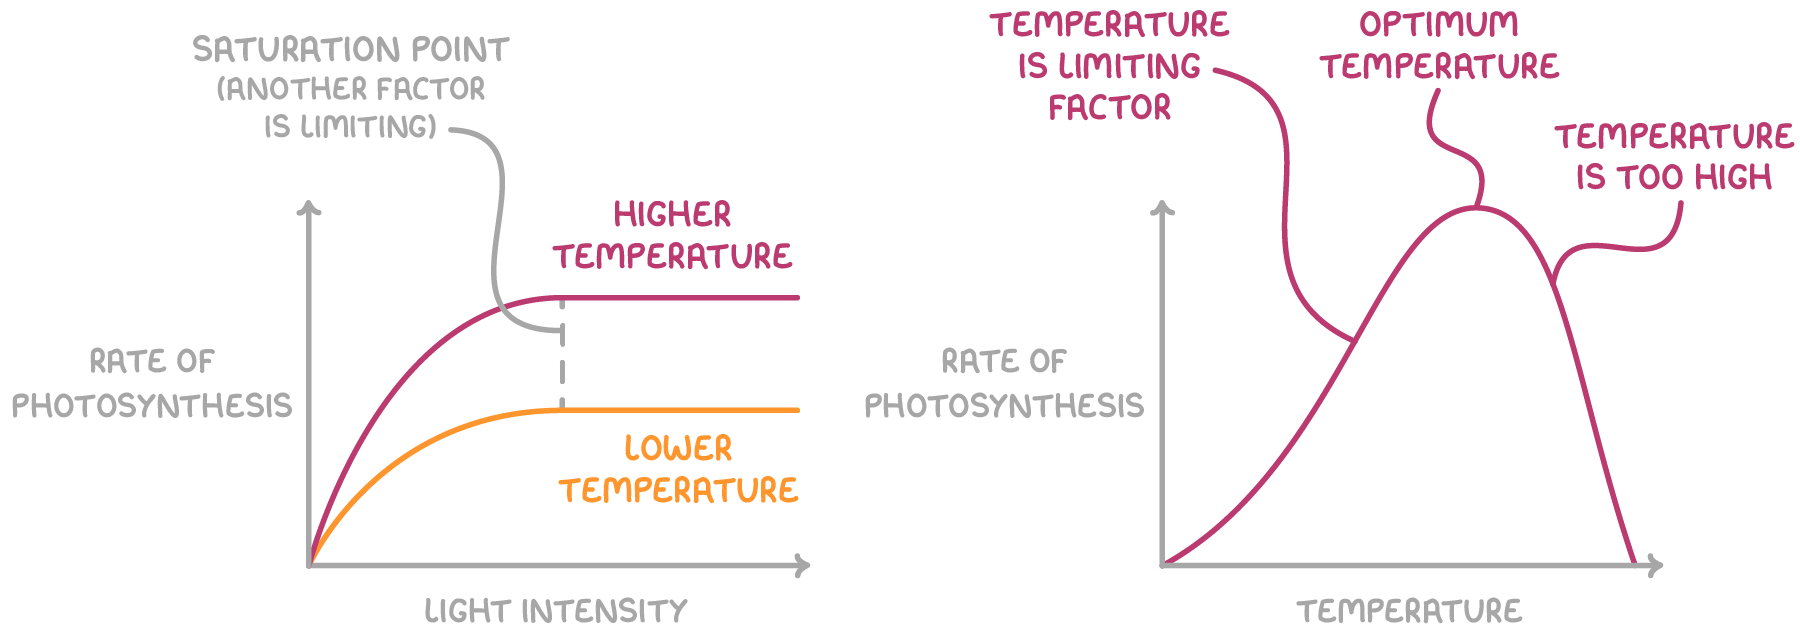 SATURATION POINT
(ANOTHER FACTOR
IS LIMITING)
HIGHER
TEMPERATURE
RATE OF
PHOTOSYNTHESIS
LOWER
TEMPERATURE
LIGHT INTENSITY
TEMPERATURE
IS LIMITING
FACTOR
OPTIMUM
TEMPERATURE
TEMPERATURE
IS TOO HIGH
RATE OF
PHOTOSYNTHESIS
TEMPERATURE